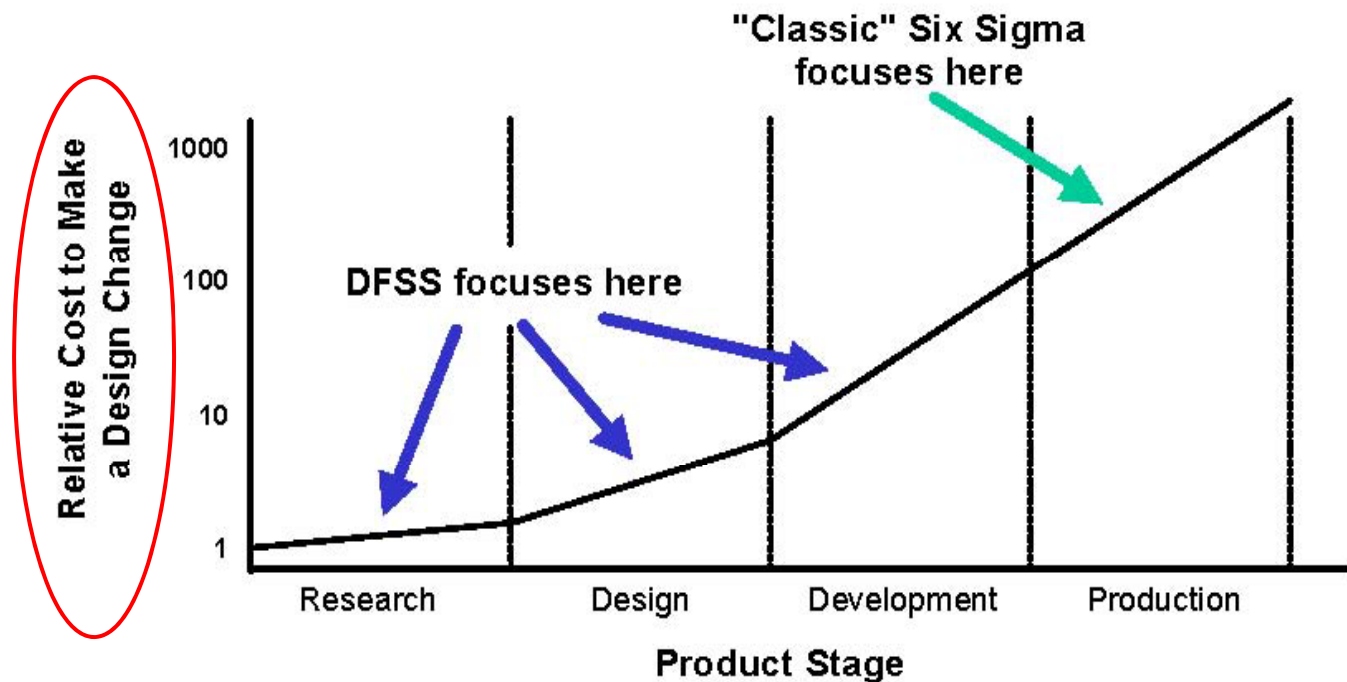 "Classic" Six Sigma
focuses here
Relative Cost to Make
a Design Change
1000
100
10
1
DFSS focuses here
Research
Design
Development
Production
Product Stage